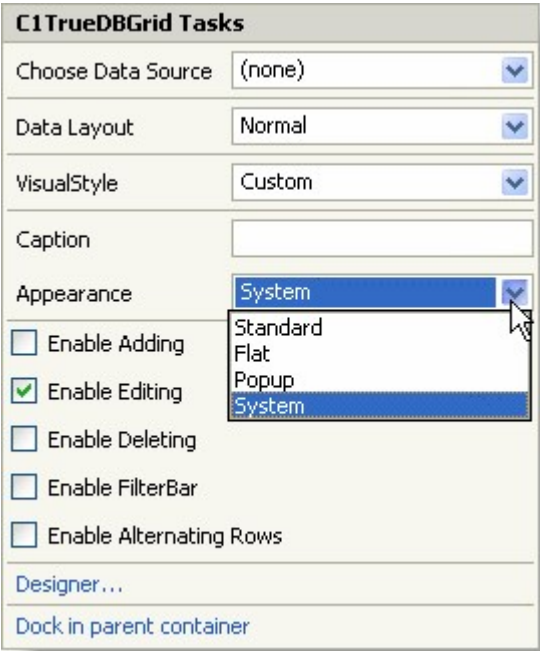 C1TrueDBGrid Tasks
Choose Data Source (none)
Data Layout Normal
VisualStyle Custom
Caption
Appearance System
Standard
Enable Adding
Flat
Popup
Enable Editing
System
Enable Deleting
Enable FilterBar
Enable Alternating Rows
Designer...
Dock in parent container